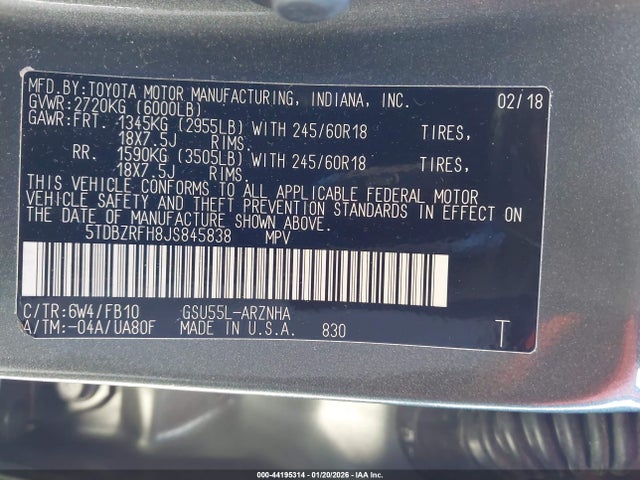 MFD.BY:TOYOTA MOTOR MANUFACTURING, INDIANA, INC. 02/18
GVWR:2720KG (6000LB)
GAWR:FRT. 1345KG (2955LB) WITH 245/60R18 TIRES,
18X7.5J RIMS.
RR. 1590KG (3505LB) WITH 245/60R18 TIRES,
18X7.5J RIMS.
THIS VEHICLE CONFORMS TO ALL APPLICABLE FEDERAL MOTOR
VEHICLE SAFETY AND THEFT PREVENTION STANDARDS IN EFFECT ON
THE DATE OF MANUFACTURE SHOWN ABOVE.
5TDBZRFH8JS845838 MPV
C/TR:6W4/FB10 GSU55L-ARZNHA
A/TM:-04A/UA80F MADE IN U.S.A. 830 T
000-44195314 - 01/20/2026 - IAA Inc.